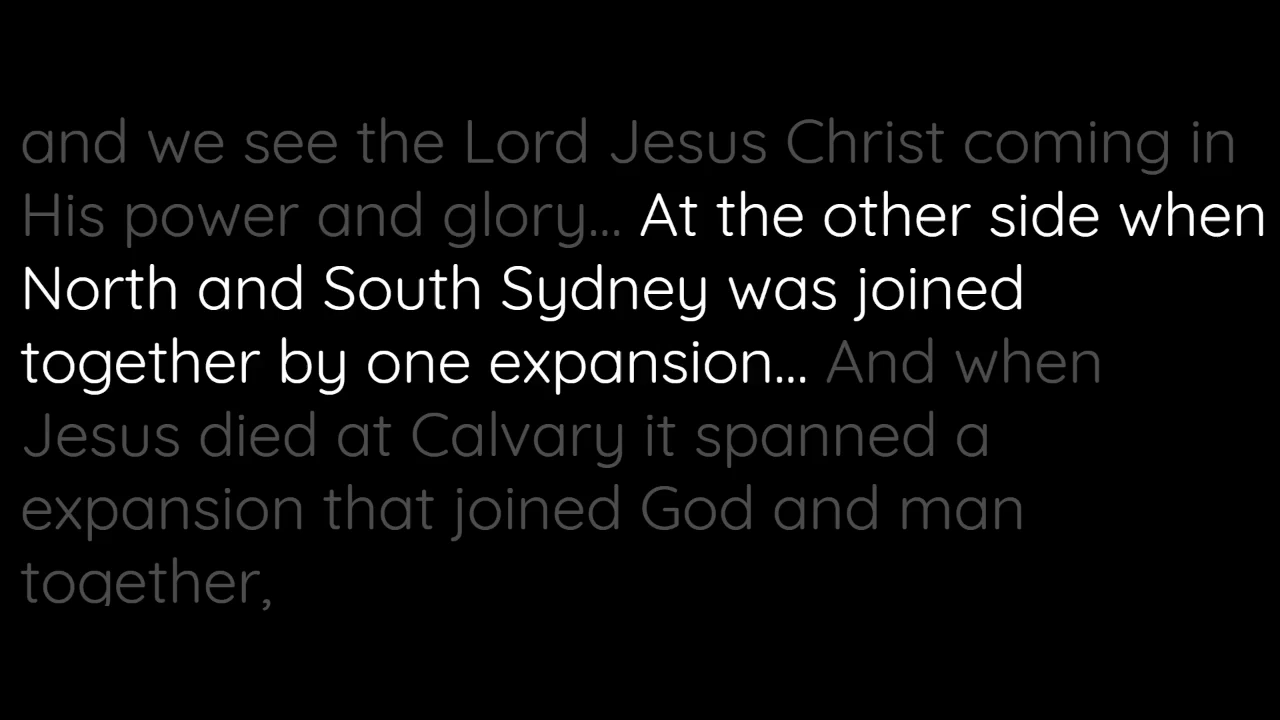 and we see the Lord Jesus Christ coming in
His power and glory... At the other side when
North and South Sydney was joined
together by one expansion... And when
Jesus died at Calvary it spanned a
expansion that joined God and man
together,